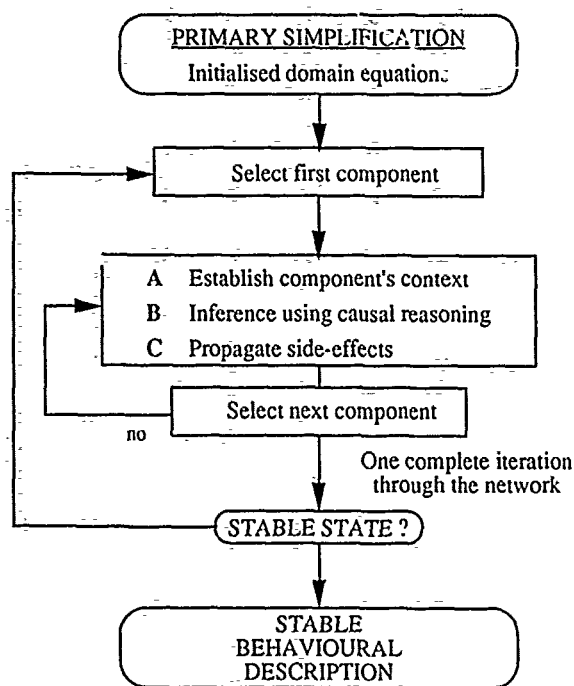 PRIMARY SIMPLIFICATION
Initialised domain equations
Select first component
A Establish component's context
B Inference using causal reasoning
C Propagate side-effects
Select next component
no
One complete iteration
through the network
STABLE STATE ?
STABLE
BEHAVIOURAL
DESCRIPTION